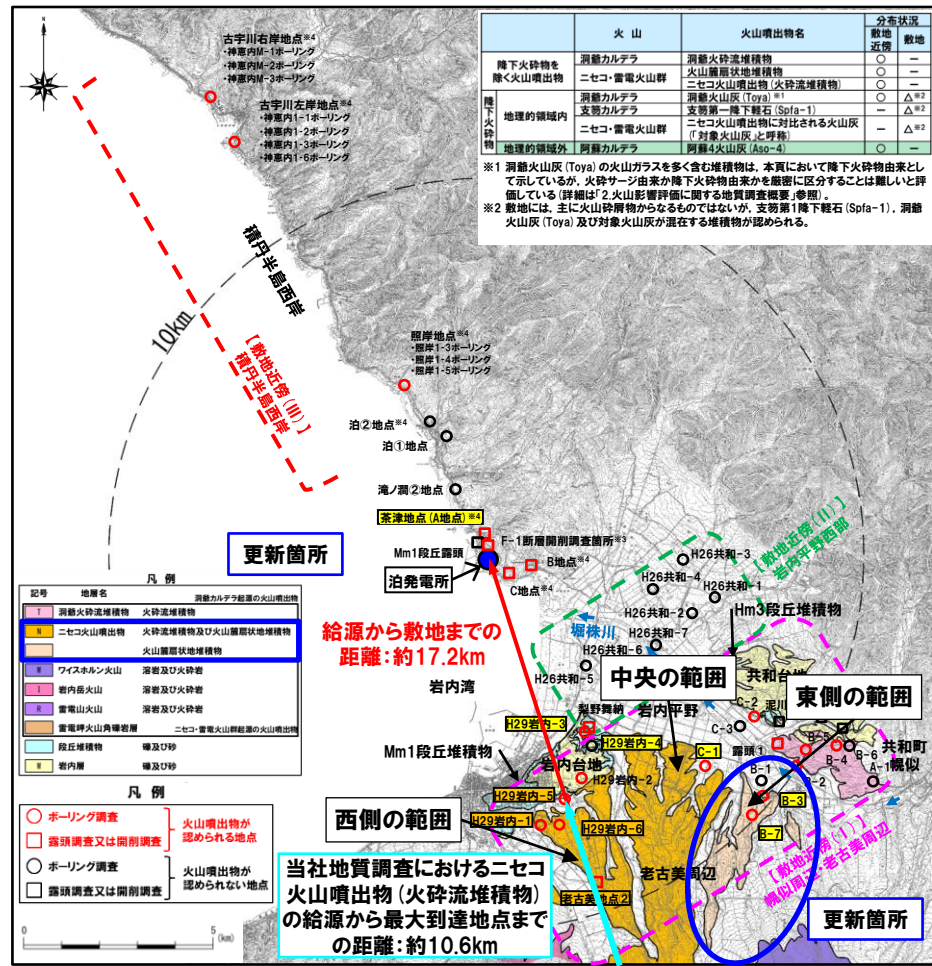 古宇川右岸地点※4
・神恵内M-1ボーリング
・神恵内M-2ボーリング
・神恵内M-3ボーリング
古宇川左岸地点※4
・神恵内1-1ボーリング
・神恵内1-2ボーリング
・神恵内1-3ボーリング
・神恵内1-6ボーリング
火 山
火山噴出物名
分布状況
敷地近傍
敷地
降下火砕物を除く火山噴出物
洞爺カルデラ 洞爺火砕流堆積物 ○ −
ニセコ・雷電火山群 火山麓扇状地堆積物 ○ −
ニセコ火山噴出物(火砕流堆積物) ○ −
降下火砕物
地理的領域内
洞爺カルデラ 洞爺火山灰(Toya)※1 ○ △※2
支笏カルデラ 支笏第一降下軽石(Spfa-1) − △※2
ニセコ・雷電火山群 ニセコ火山噴出物に対比される火山灰 − △※2
(「対象火山灰」と呼称)
地理的領域外 阿蘇カルデラ 阿蘇4火山灰(Aso-4) ○ −
※1 洞爺火山灰(Toya)の火山ガラスを多く含む堆積物は,本頁において降下火砕物由来とし
て示しているが,火砕サージ由来か降下火砕物由来かを厳密に区分することは難しいと評
価している(詳細は「2.火山影響評価に関する地質調査概要」参照)。
※2 敷地には,主に火山砕屑物からなるものではないが,支笏第1降下軽石(Spfa-1),洞爺
火山灰(Toya)及び対象火山灰が混在する堆積物が認められる。
積丹半島西岸
10km
【敷地近傍(Ⅲ)】
積丹半島西岸
照岸地点※4
・照岸1-3ボーリング
・照岸1-4ボーリング
・照岸1-5ボーリング
泊②地点※4
泊①地点
滝ノ澗②地点
茶津地点(A地点)※4
F-1断層開削調査箇所※3
Mm1段丘露頭
泊発電所
B地点※4
C地点※4
更新箇所
【敷地近傍(Ⅱ)】
岩内平野西部
H26共和-3
H26共和-4
H26共和-1
H26共和-2
Hm3段丘堆積物
堀株川
H26共和-7
H26共和-6
H26共和-5
給源から敷地までの
距離:約17.2km
岩内湾
中央の範囲
岩内平野
共和台地
東側の範囲
凡 例
記号 地層名
洞爺カルデラ起源の火山噴出物
T 洞爺火砕流堆積物 火砕流堆積物
N ニセコ火山噴出物 火砕流堆積物及び火山麓扇状地堆積物
火山麓扇状地堆積物
W ワイスホルン火山 溶岩及び火砕岩
I 岩内岳火山 溶岩及び火砕岩
R 雷電山火山 溶岩及び火砕岩
雷電岬火山角礫岩層 ニセコ・雷電火山群起源の火山噴出物
段丘堆積物 礫及び砂
W 岩内層 礫及び砂
梨野舞納
H29岩内-3
H29岩内-4
C-2
C-3
C-1
露頭1
B-5
B-4
B-6
A-1
共和町
幌似
B-1
B-2
B-3
B-7
Mm1段丘堆積物
岩内台地
H29岩内-2
H29岩内-5
H29岩内-1
H29岩内-6
西側の範囲
老古美地点2
老古美周辺
【敷地近傍(Ⅰ)】
幌似周辺・老古美周辺
更新箇所
凡 例
ボーリング調査
露頭調査又は開削調査
火山噴出物が
認められる地点
ボーリング調査
露頭調査又は開削調査
火山噴出物が
認められない地点
0 5 (km)
当社地質調査におけるニセコ
火山噴出物(火砕流堆積物)
の給源から最大到達地点まで
の距離:約10.6km